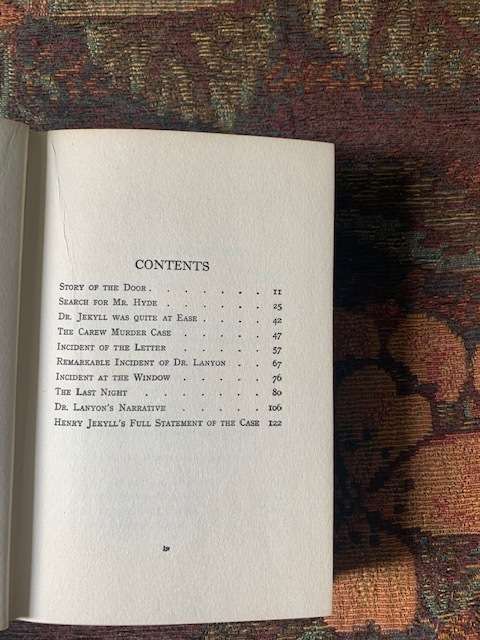 CONTENTS
STORY OF THE DOOR . . . . . . . 11
SEARCH FOR MR. HYDE . . . . . . 25
DR. JEKYLL WAS QUITE AT EASE . . . . 42
THE CAREW MURDER CASE . . . . . 47
INCIDENT OF THE LETTER . . . . . 57
REMARKABLE INCIDENT OF DR. LANYON . . 67
INCIDENT AT THE WINDOW . . . . . 76
THE LAST NIGHT . . . . . . . 80
DR. LANYON'S NARRATIVE . . . . . 106
HENRY JEKYLL'S FULL STATEMENT OF THE CASE 122